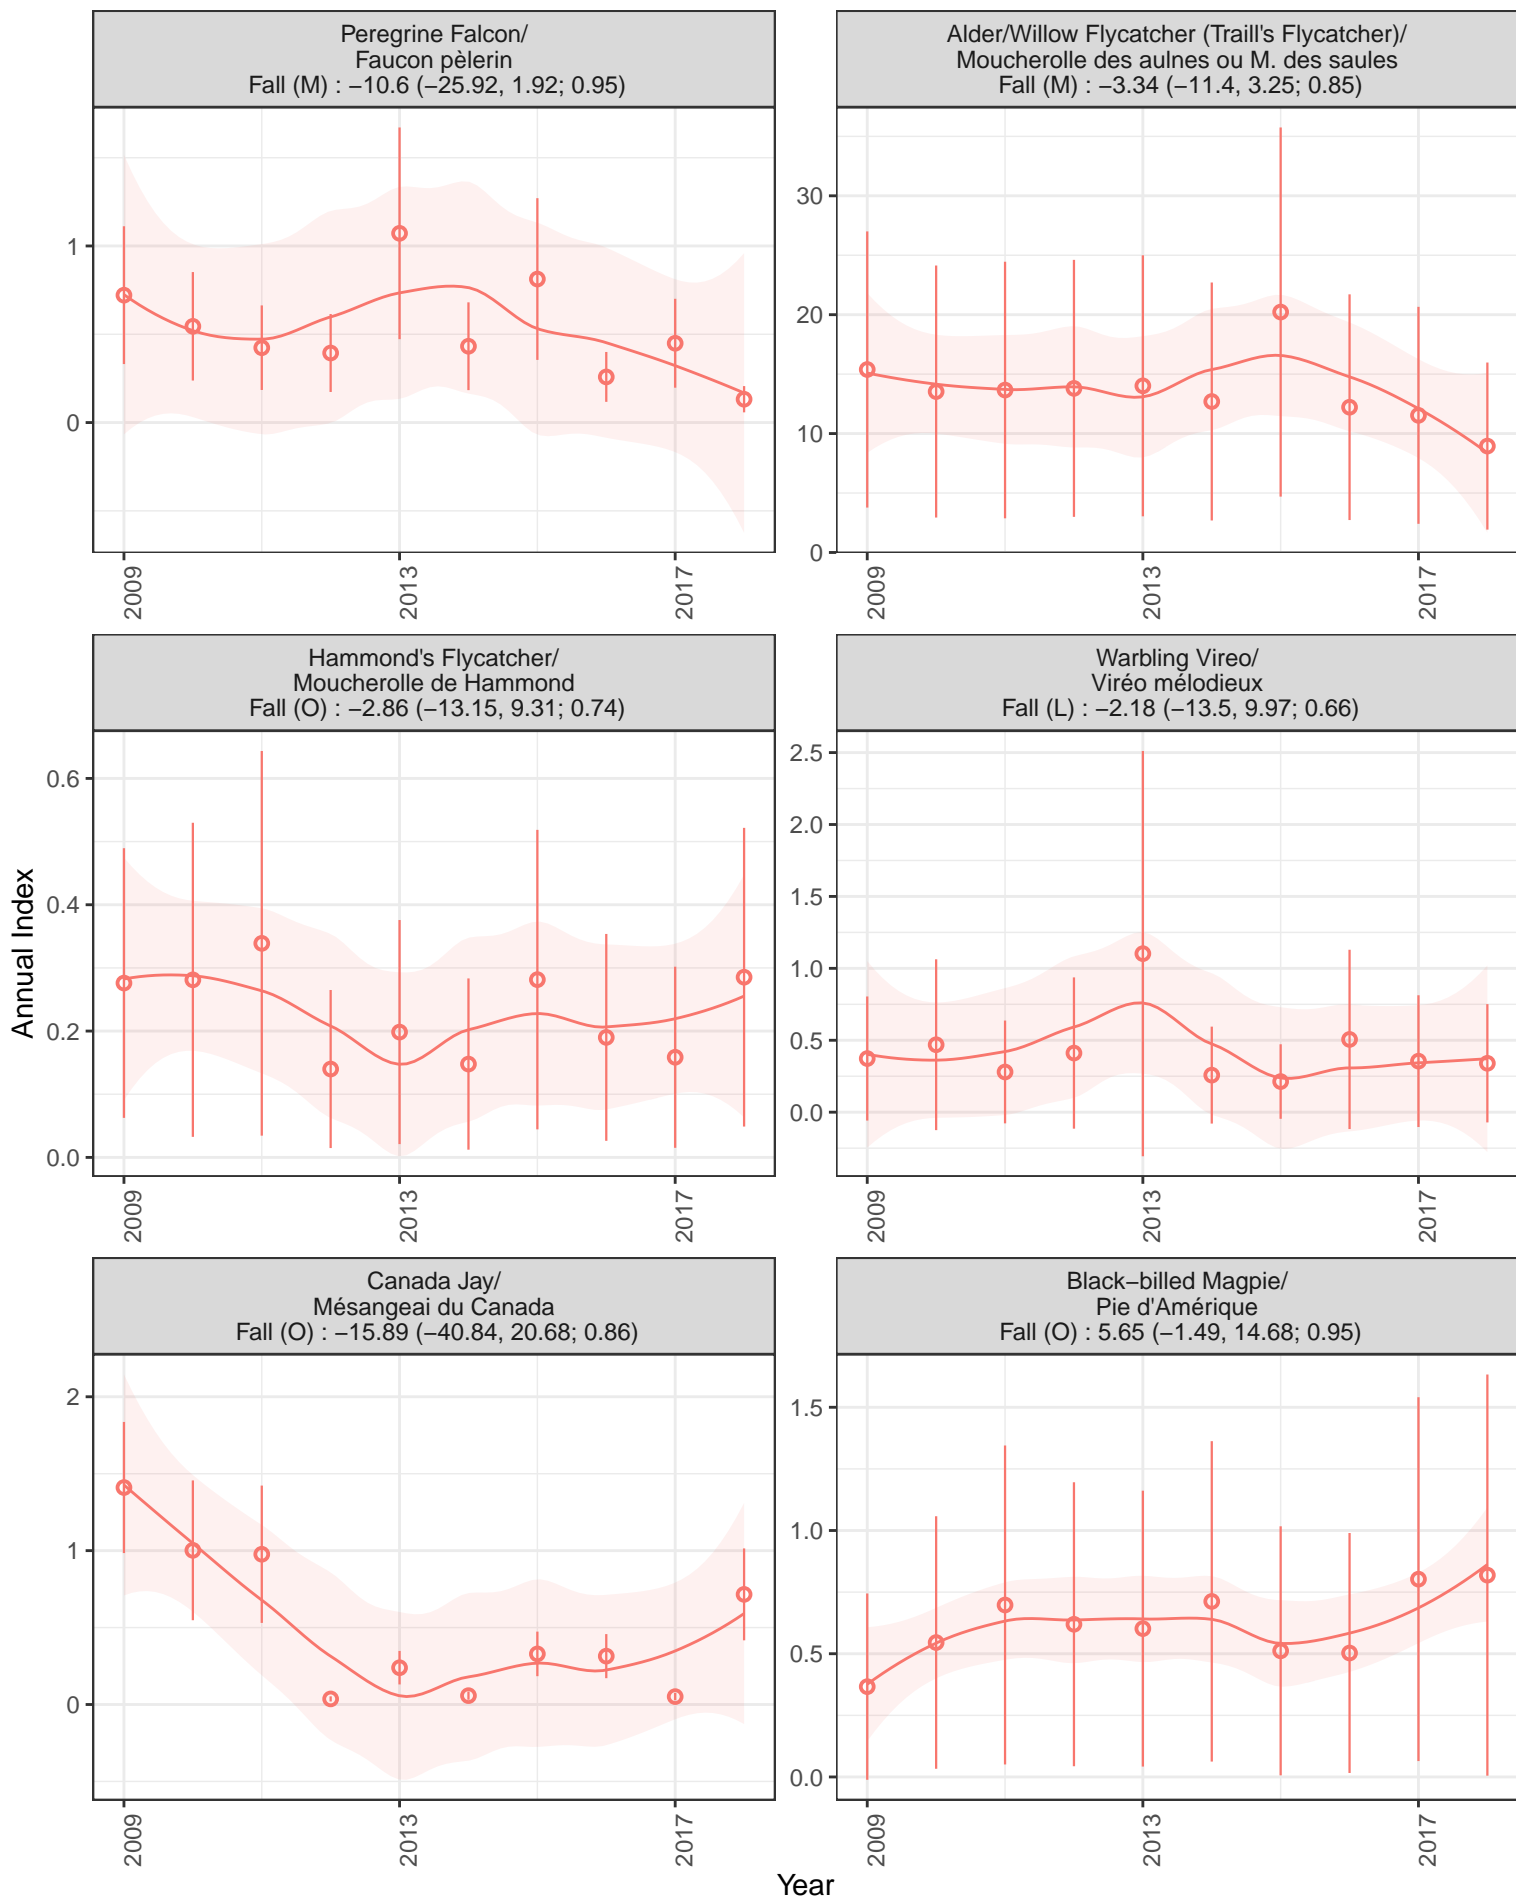 Peregrine Falcon/
Faucon pèlerin
Fall (M) : −10.6 (−25.92, 1.92; 0.95)
1
0
2009
2013
2017
Alder/Willow Flycatcher (Traill's Flycatcher)/
Moucherolle des aulnes ou M. des saules
Fall (M) : −3.34 (−11.4, 3.25; 0.85)
30
20
10
0
2009
2013
2017
Hammond's Flycatcher/
Moucherolle de Hammond
Fall (O) : −2.86 (−13.15, 9.31; 0.74)
0.6
0.4
0.2
0.0
2009
2013
2017
Warbling Vireo/
Viréo mélodieux
Fall (L) : −2.18 (−13.5, 9.97; 0.66)
2.5
2.0
1.5
1.0
0.5
0.0
2009
2013
2017
Canada Jay/
Mésangeai du Canada
Fall (O) : −15.89 (−40.84, 20.68; 0.86)
2
1
0
2009
2013
2017
Black−billed Magpie/
Pie d'Amérique
Fall (O) : 5.65 (−1.49, 14.68; 0.95)
1.5
1.0
0.5
0.0
2009
2013
2017
Annual Index
Year